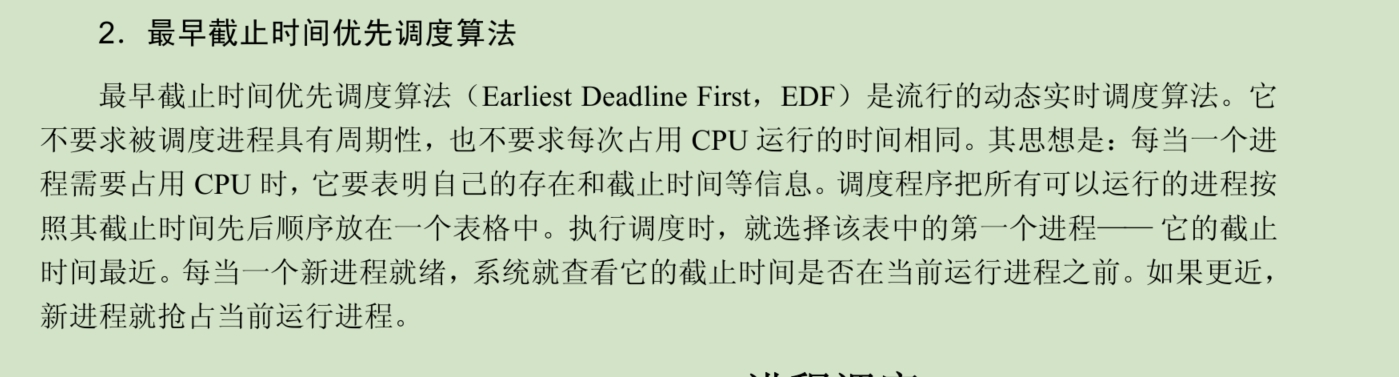 2. 最早截止时间优先调度算法
最早截止时间优先调度算法（Earliest Deadline First，EDF）是流行的动态实时调度算法。它
不要求被调度进程具有周期性，也不要求每次占用 CPU 运行的时间相同。其思想是：每当一个进
程需要占用 CPU 时，它要表明自己的存在和截止时间等信息。调度程序把所有可以运行的进程按
照其截止时间先后顺序放在一个表格中。执行调度时，就选择该表中的第一个进程—— 它的截止
时间最近。每当一个新进程就绪，系统就查看它的截止时间是否在当前运行进程之前。如果更近，
新进程就抢占当前运行进程。